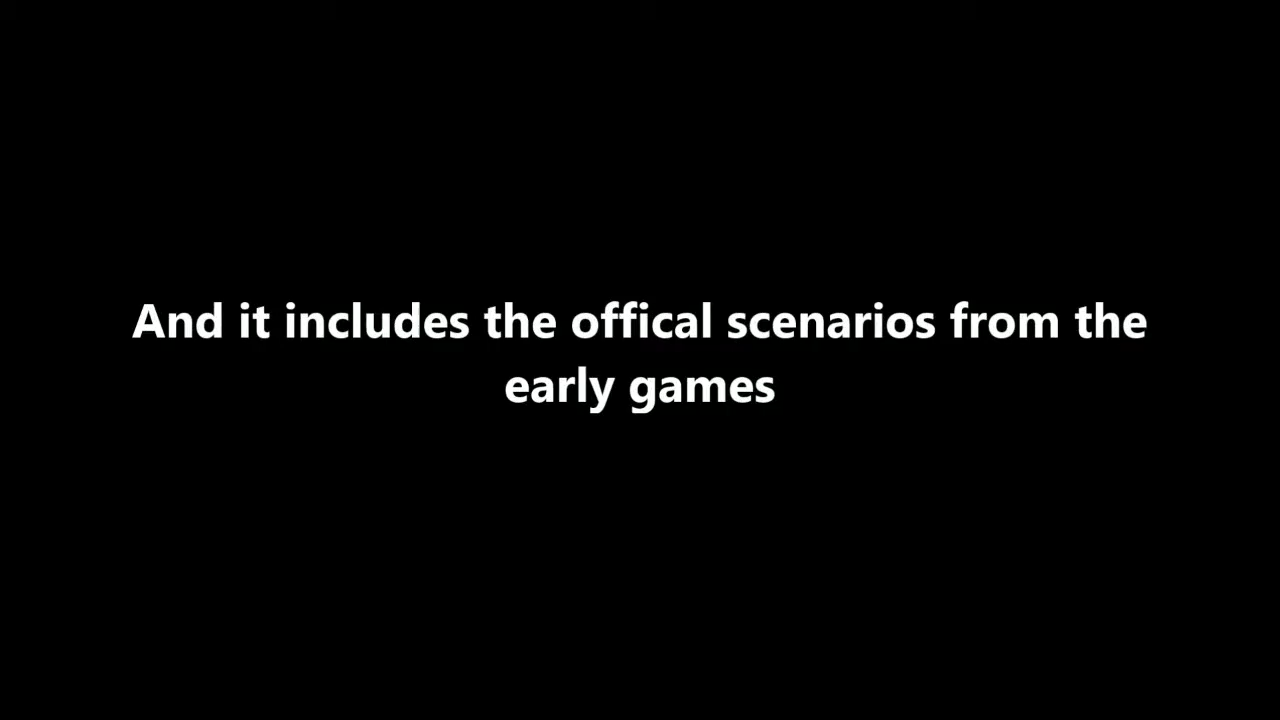 And it includes the offical scenarios from the
early games